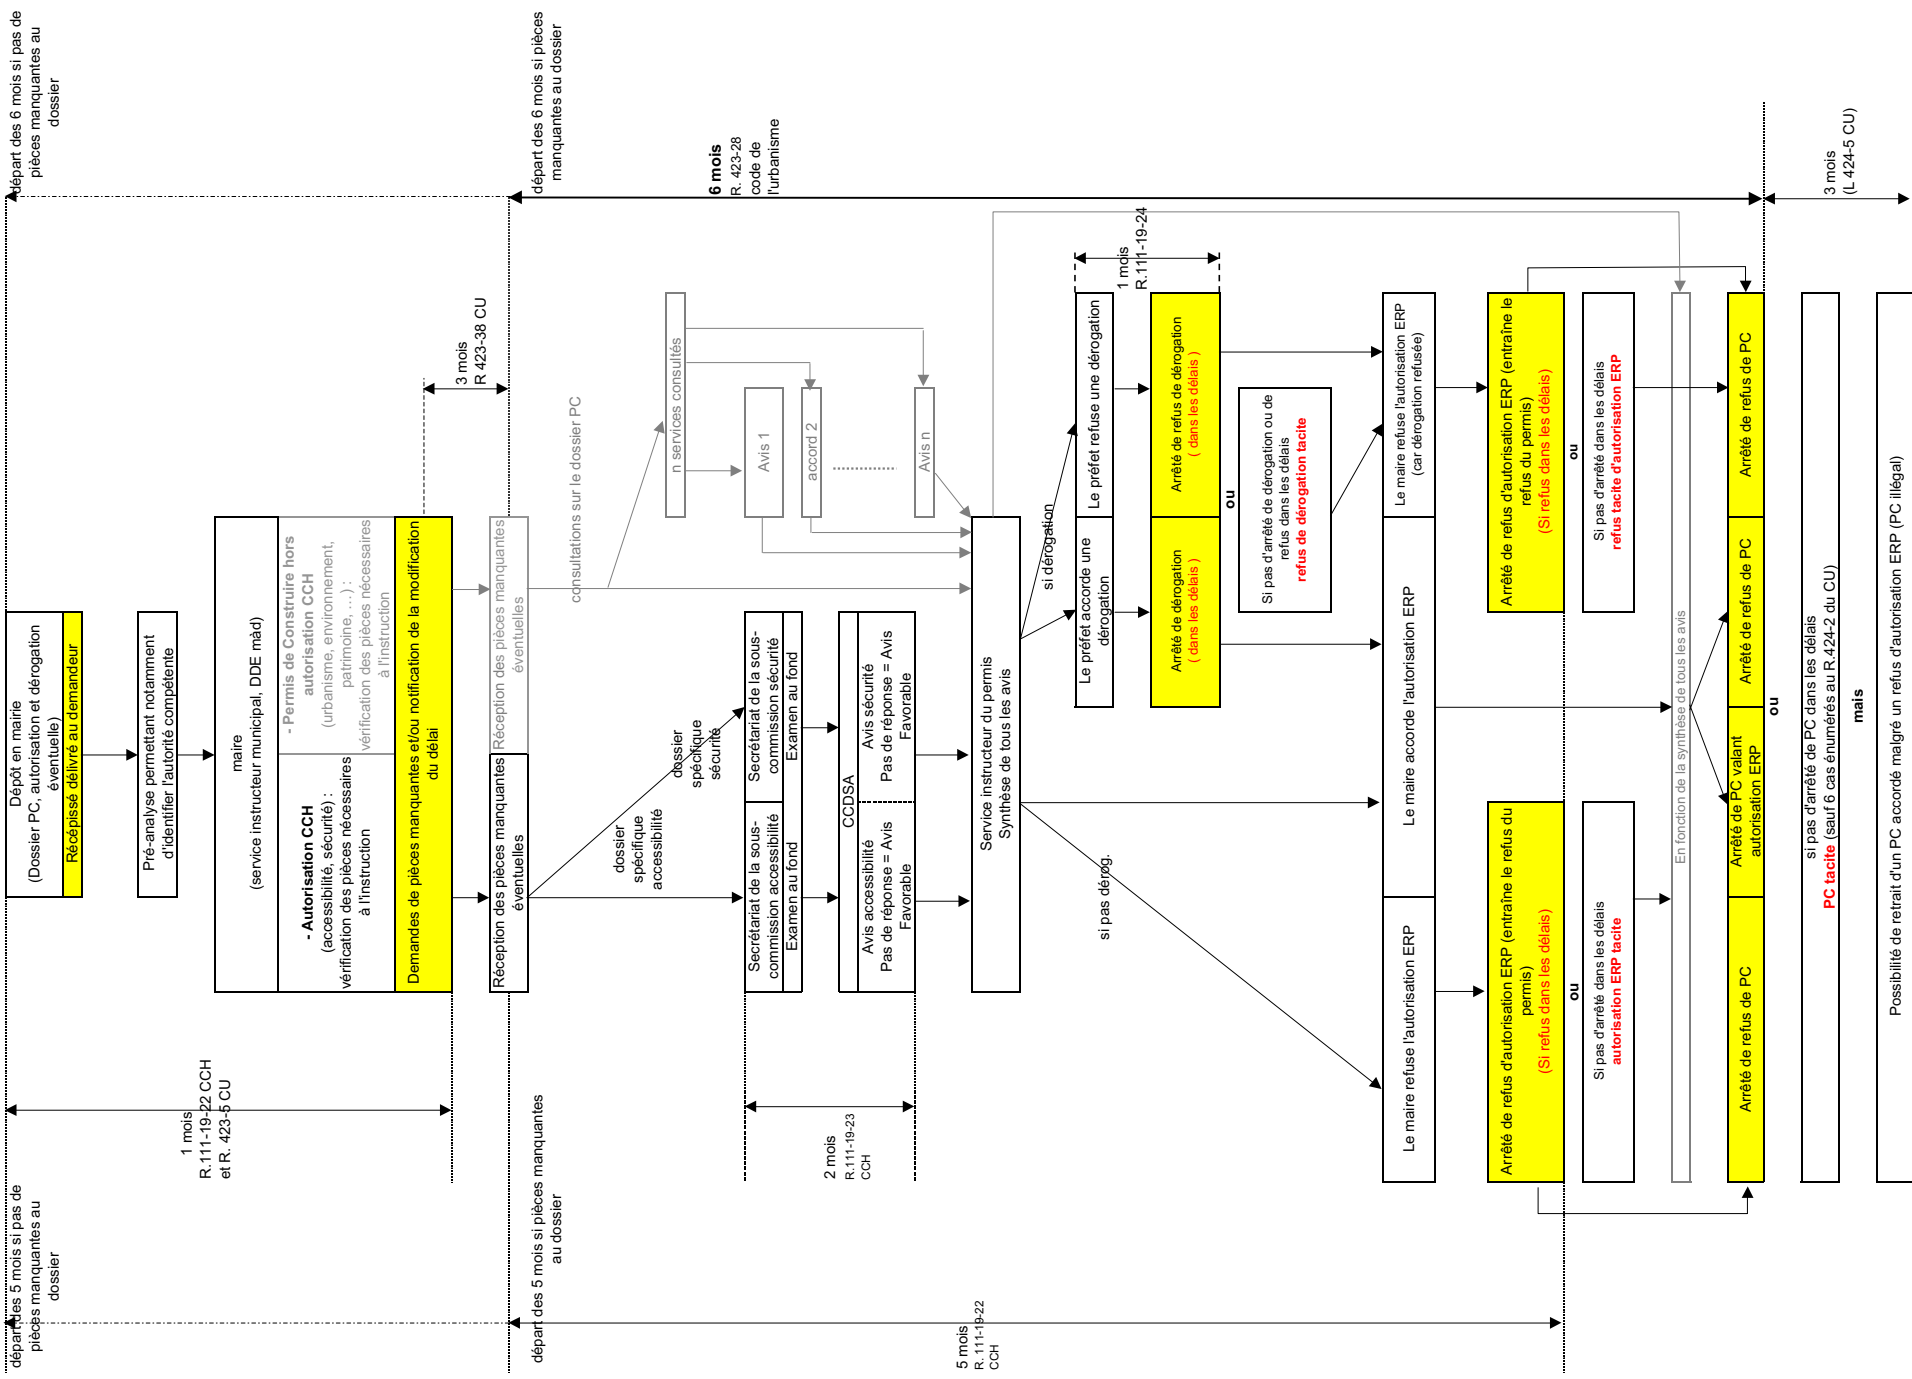 départ des 6 mois si pas de
pièces manquantes au
dossier
départ des 6 mois si pièces
manquantes au dossier
6 mois
R. 423-28
code de
l'urbanisme
3 mois
(L 424-5 CU)
3 mois
R 423-38 CU
1 mois
R.111-19-24
Dépôt en mairie
(Dossier PC, autorisation et dérogation
éventuelle)
Récépissé délivré au demandeur
Pré-analyse permettant notamment
d'identifier l'autorité compétente
maire
(service instructeur municipal, DDE màd)
- Autorisation CCH
(accessibilité, sécurité) :
vérification des pièces nécessaires
à l'instruction
- Permis de Construire hors
autorisation CCH
(urbanisme, environnement,
patrimoine, …) :
vérification des pièces nécessaires
à l'instruction
Demandes de pièces manquantes et/ou notification de la modification
du délai
Réception des pièces manquantes
éventuelles
Réception des pièces manquantes
éventuelles
consultations sur le dossier PC
n services consultés
Avis 1
accord 2
..................
Avis n
dossier
spécifique
accessibilité
dossier
spécifique
sécurité
Secrétariat de la sous-
commission accessibilité
Examen au fond
Secrétariat de la sous-
commission sécurité
Examen au fond
CCDSA
Avis accessibilité
Pas de réponse = Avis
Favorable
Avis sécurité
Pas de réponse = Avis
Favorable
Service instructeur du permis
Synthèse de tous les avis
si dérogation
si pas dérog.
Le préfet accorde une
dérogation
Le préfet refuse une dérogation
Arrêté de dérogation
( dans les délais )
Arrêté de refus de dérogation
( dans les délais )
ou
Si pas d'arrêté de dérogation ou de
refus dans les délais
refus de dérogation tacite
Le maire refuse l'autorisation ERP
Le maire accorde l'autorisation ERP
Le maire refuse l'autorisation ERP
(car dérogation refusée)
Arrêté de refus d'autorisation ERP (entraîne le refus du
permis)
(Si refus dans les délais)
Arrêté de refus d'autorisation ERP (entraîne le
refus du permis)
(Si refus dans les délais)
ou
ou
Si pas d'arrêté dans les délais
autorisation ERP tacite
Si pas d'arrêté dans les délais
refus tacite d'autorisation ERP
En fonction de la synthèse de tous les avis
Arrêté de refus de PC
Arrêté de PC valant
autorisation ERP
Arrêté de refus de PC
Arrêté de refus de PC
ou
si pas d'arrêté de PC dans les délais
PC tacite (sauf 6 cas énumérés au R.424-2 du CU)
mais
Possibilité de retrait d'un PC accordé malgré un refus d'autorisation ERP (PC illégal)
1 mois
R.111-19-22 CCH
et R. 423-5 CU
2 mois
R.111-19-23
CCH
départ des 5 mois si pas de
pièces manquantes au
dossier
départ des 5 mois si pièces manquantes
au dossier
5 mois
R. 111-19-22
CCH